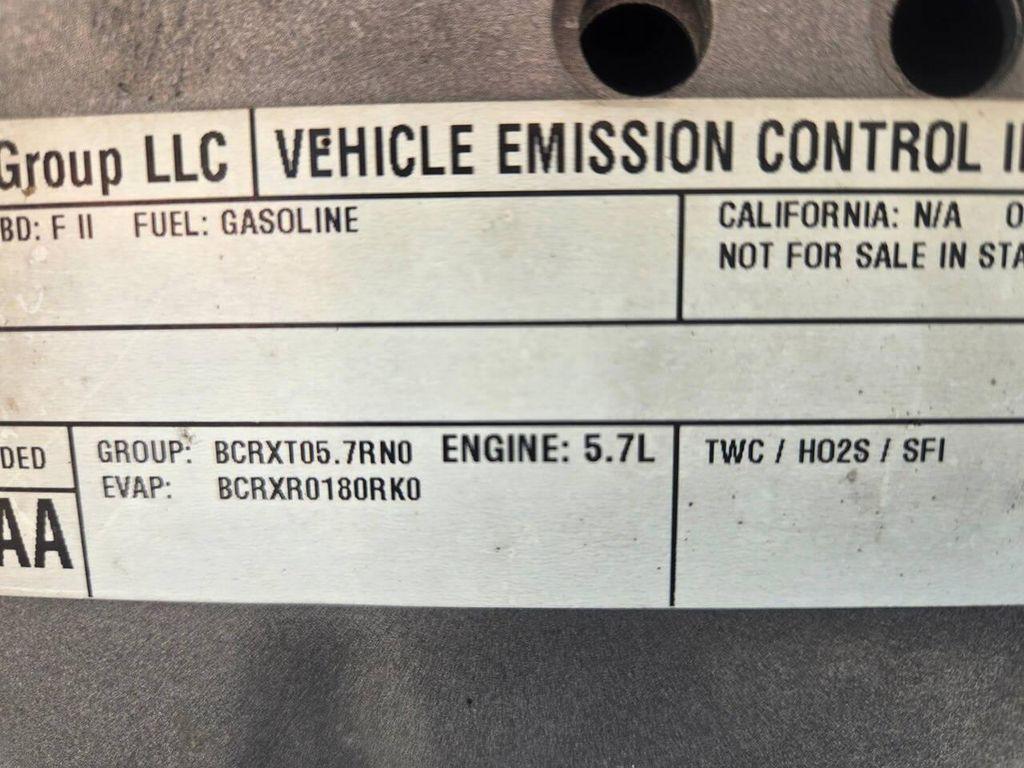 Group LLC
VEHICLE EMISSION CONTROL
BD: F II FUEL: GASOLINE
CALIFORNIA: N/A
NOT FOR SALE IN
DED
AA
GROUP: BCRXT05.7RN0 ENGINE: 5.7L
EVAP: BCRXR0180RK0
TWC / HO2S / SFI